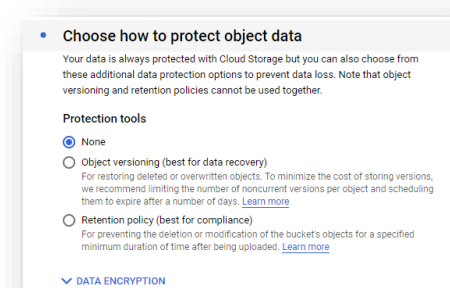 Choose how to protect object data
Your data is always protected with Cloud Storage but you can also choose from
these additional data protection options to prevent data loss. Note that object
versioning and retention policies cannot be used together.
Protection tools
None
Object versioning (best for data recovery)
For restoring deleted or overwritten objects. To minimize the cost of storing versions,
we recommend limiting the number of noncurrent versions per object and scheduling
them to expire after a number of days. Learn more
Retention policy (best for compliance)
For preventing the deletion or modification of the bucket's objects for a specified
minimum duration of time after being uploaded. Learn more
DATA ENCRYPTION